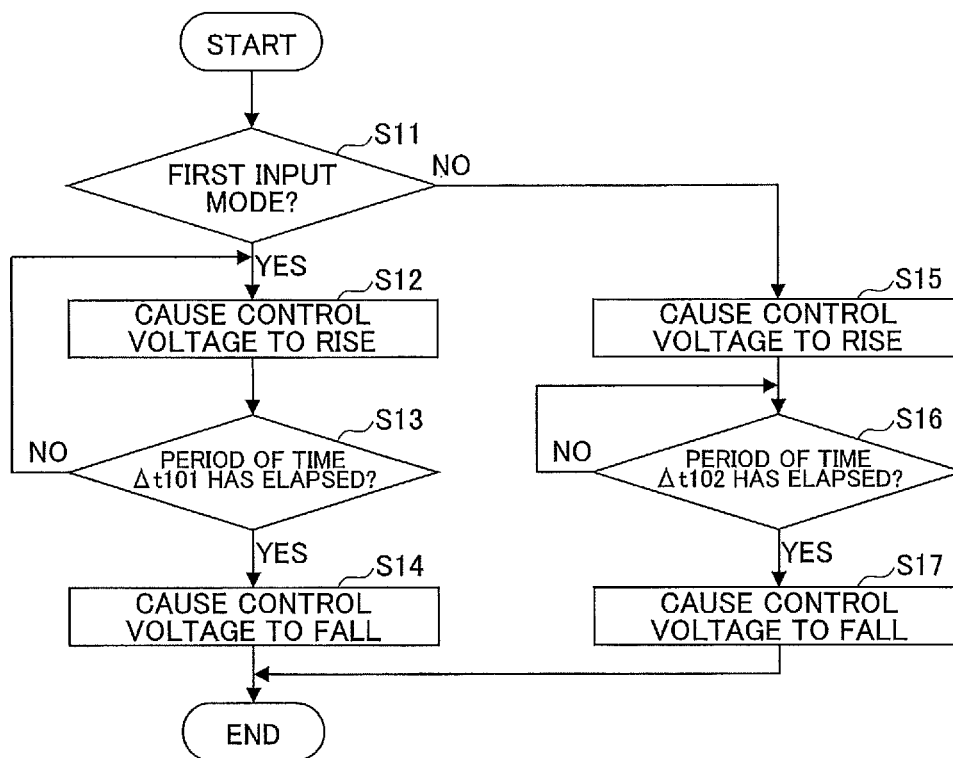 START
S11
FIRST INPUT
MODE?
NO
YES
S12
CAUSE CONTROL
VOLTAGE TO RISE
S13
NO
PERIOD OF TIME
Δt101 HAS ELAPSED?
YES
S14
CAUSE CONTROL
VOLTAGE TO FALL
S15
CAUSE CONTROL
VOLTAGE TO RISE
S16
NO
PERIOD OF TIME
Δt102 HAS ELAPSED?
YES
S17
CAUSE CONTROL
VOLTAGE TO FALL
END